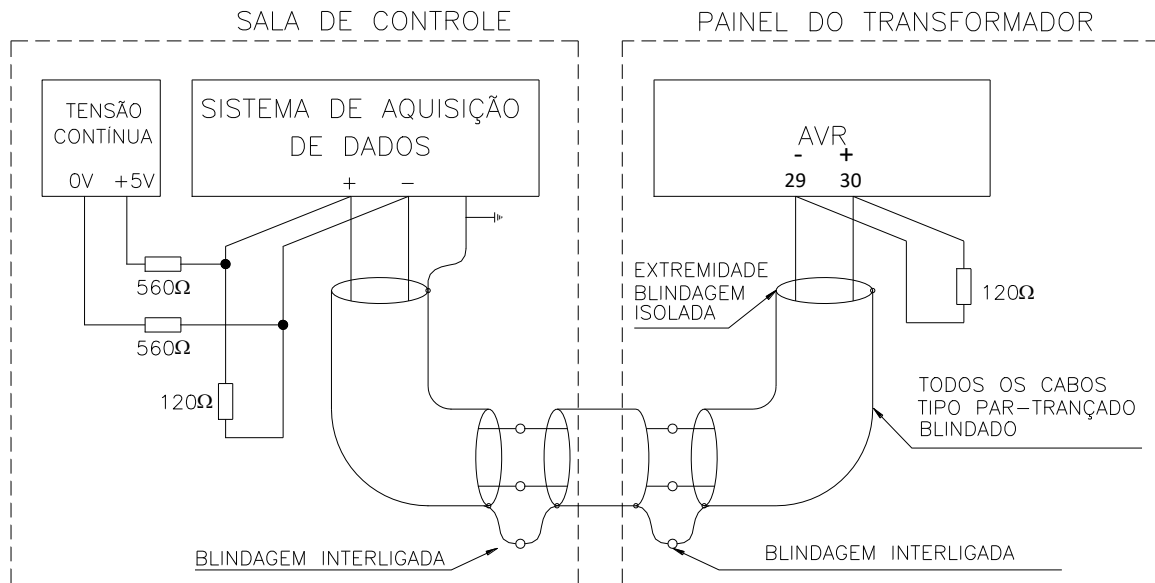 SALA DE CONTROLE
PAINEL DO TRANSFORMADOR
TENSÃO
CONTÍNUA
0V +5V
SISTEMA DE AQUISIÇÃO
DE DADOS
+ −
AVR
- +
29 30
560Ω
560Ω
120Ω
EXTREMIDADE
BLINDAGEM
ISOLADA
120Ω
TODOS OS CABOS
TIPO PAR-TRANÇADO
BLINDADO
BLINDAGEM INTERLIGADA
BLINDAGEM INTERLIGADA